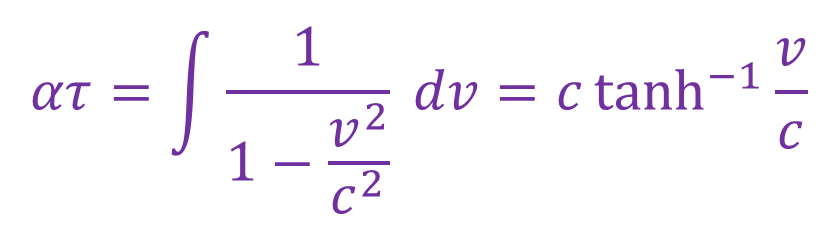 ατ = ∫ 1/(1 − v²/c²) dv = c tanh⁻¹ v/c